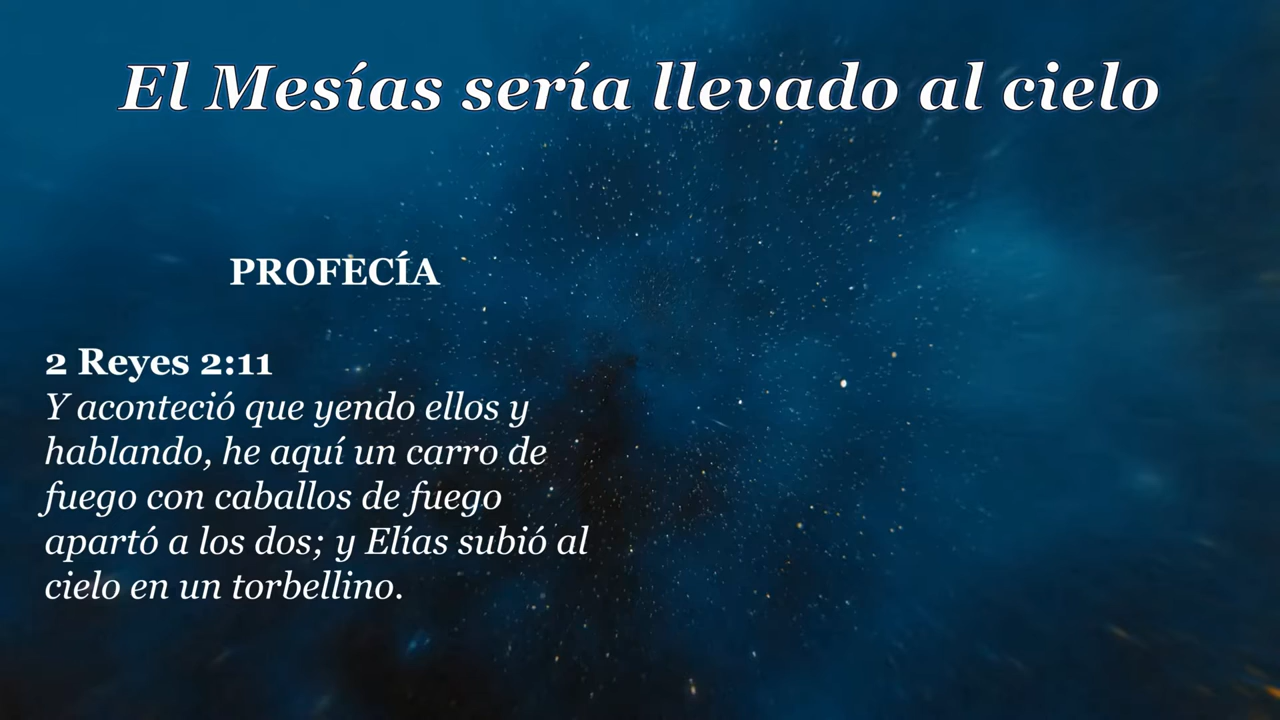 El Mesías sería llevado al cielo
PROFECÍA
2 Reyes 2:11
Y aconteció que yendo ellos y
hablando, he aquí un carro de
fuego con caballos de fuego
apartó a los dos; y Elías subió al
cielo en un torbellino.